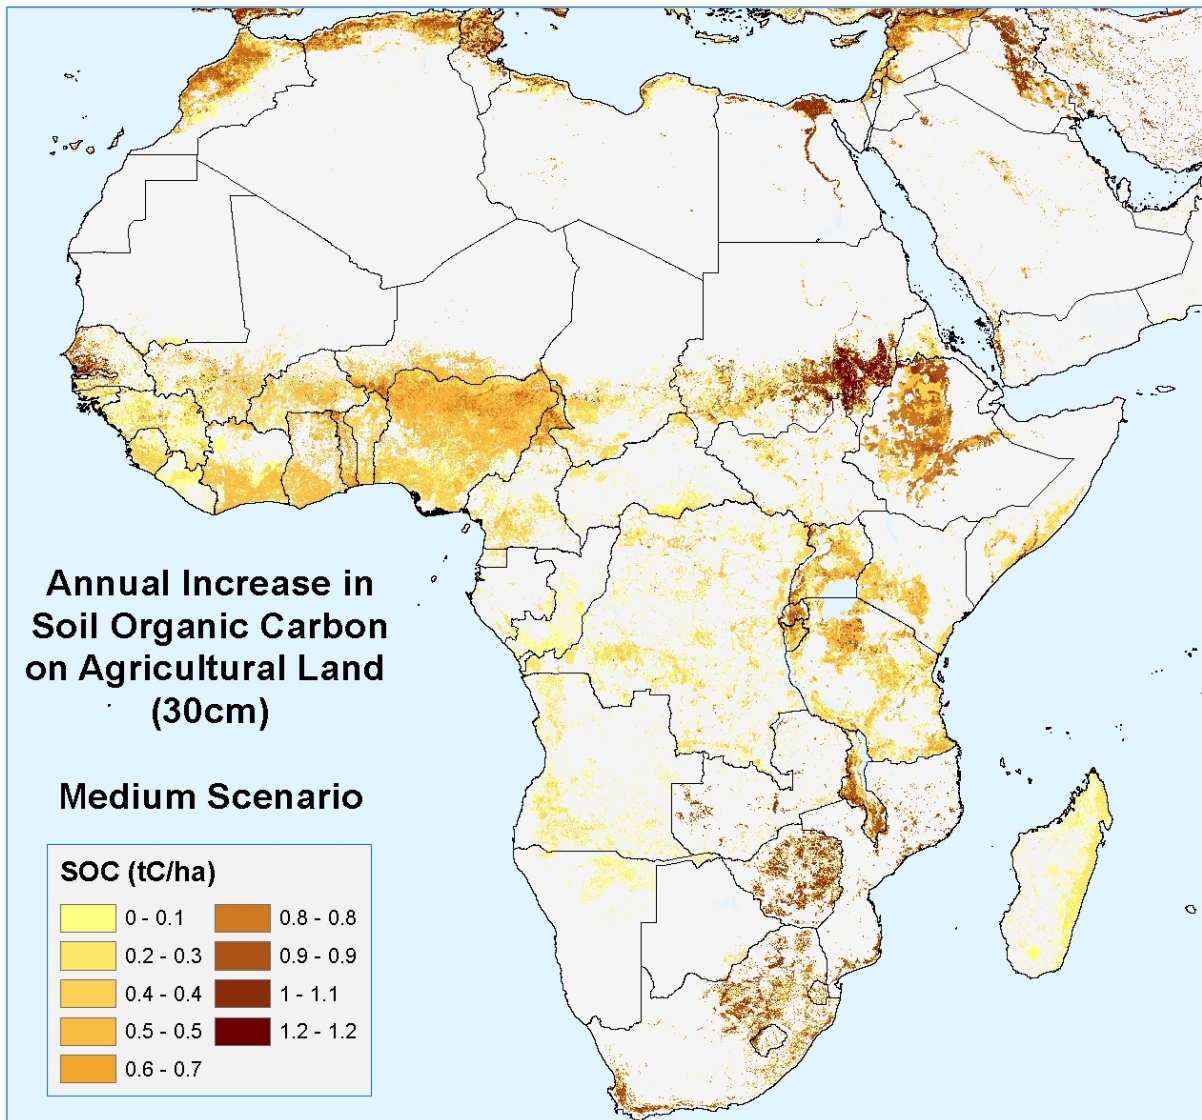 Annual Increase in
Soil Organic Carbon
on Agricultural Land
(30cm)
Medium Scenario
SOC (tC/ha)
0 - 0.1
0.2 - 0.3
0.4 - 0.4
0.5 - 0.5
0.6 - 0.7
0.8 - 0.8
0.9 - 0.9
1 - 1.1
1.2 - 1.2